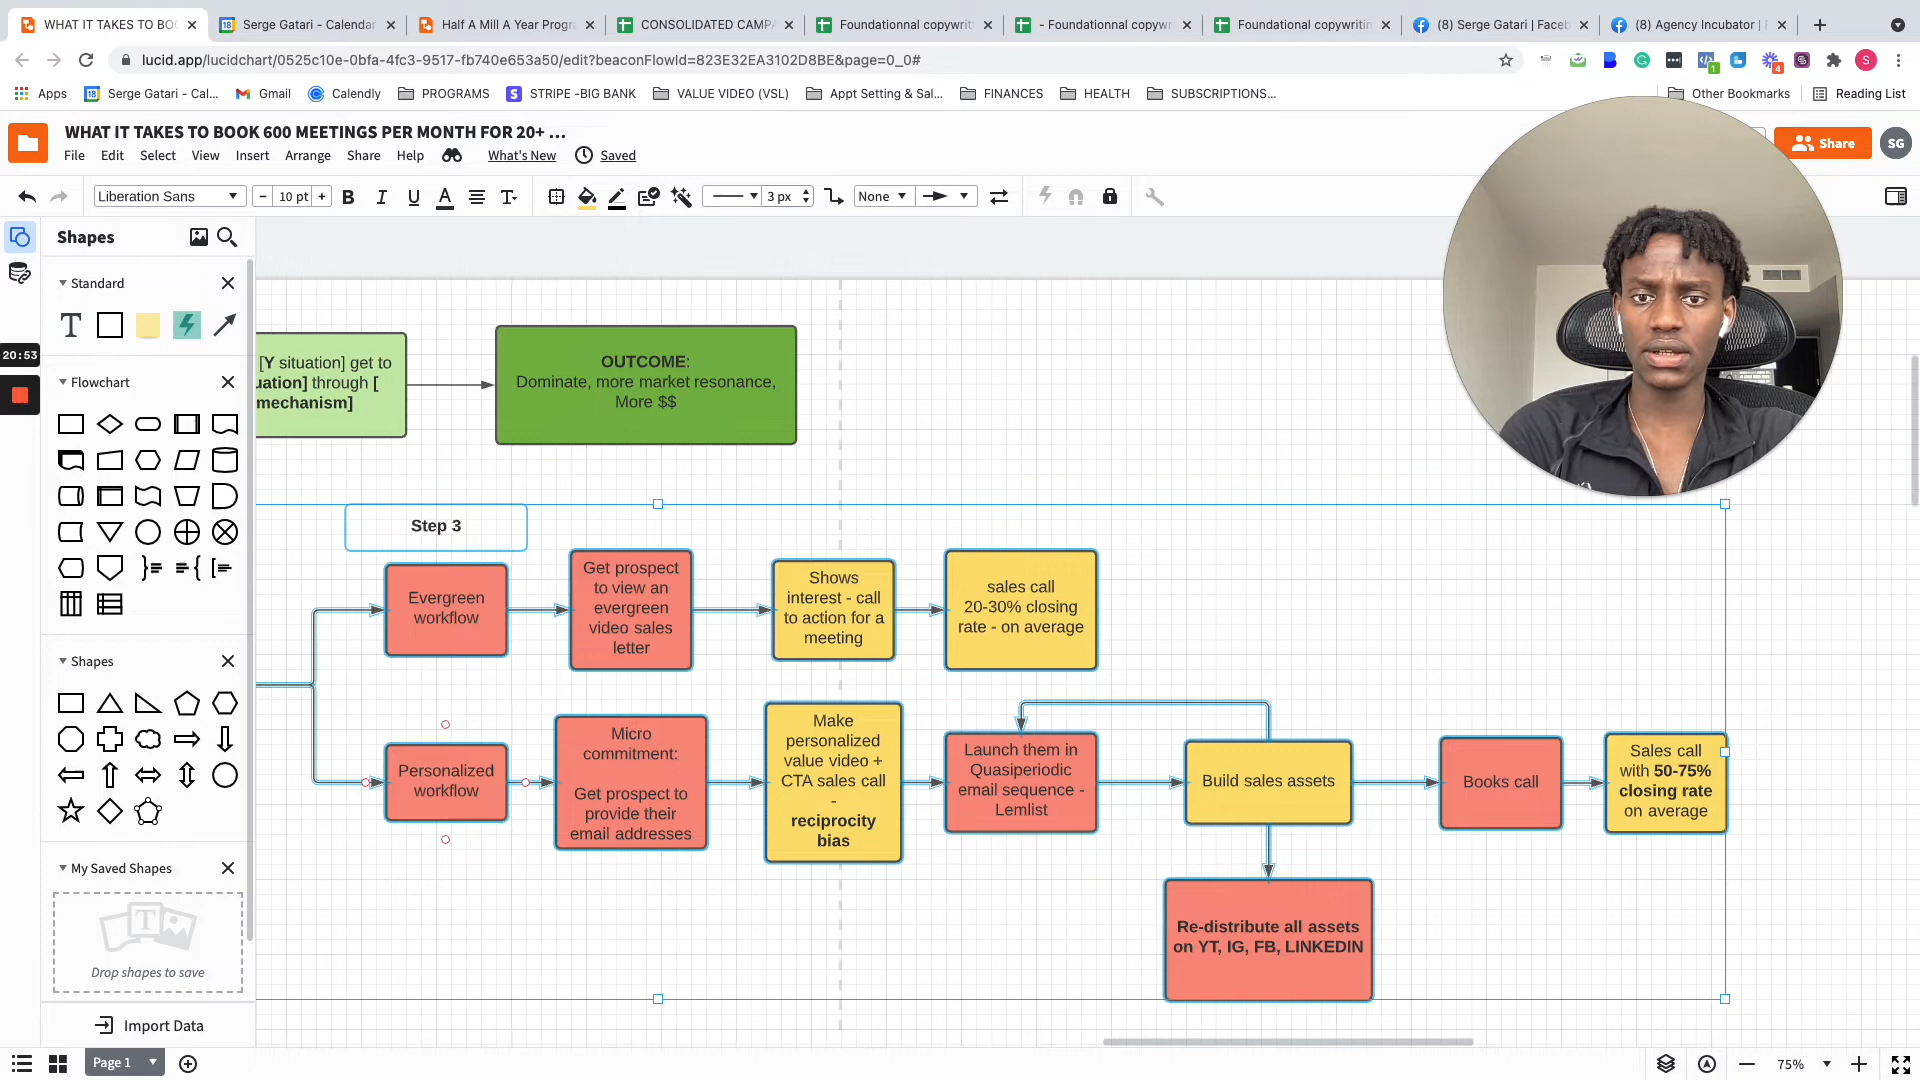 WHAT IT TAKES TO BOO
Serge Gatari - Calendar
Half A Mill A Year Progr
CONSOLIDATED CAMPA
Foundationnal copywrit
- Foundationnal copywr
Foundational copywritin
(8) Serge Gatari | Faceb
(8) Agency Incubator | F
lucid.app/lucidchart/0525c10e-0bfa-4fc3-9517-fb740e653a50/edit?beaconFlowId=823E32EA3102D8BE&page=0_0#
1
4
S
Apps
Serge Gatari - Cal...
Gmail
Calendly
PROGRAMS
STRIPE -BIG BANK
VALUE VIDEO (VSL)
Appt Setting & Sal...
FINANCES
HEALTH
SUBSCRIPTIONS...
Other Bookmarks
Reading List
WHAT IT TAKES TO BOOK 600 MEETINGS PER MONTH FOR 20+ ...
File
Edit
Select
View
Insert
Arrange
Share
Help
What's New
Saved
Share
SG
Liberation Sans
10 pt
B
I
U
A
T
3 px
None
Shapes
Standard
T
20:53
Flowchart
Shapes
My Saved Shapes
Drop shapes to save
Import Data
Page 1
75%
[Y situation] get to
uation] through [
mechanism]
OUTCOME:
Dominate, more market resonance,
More $$
Step 3
Evergreen
workflow
Get prospect
to view an
evergreen
video sales
letter
Shows
interest - call
to action for a
meeting
sales call
20-30% closing
rate - on average
Personalized
workflow
Micro
commitment:
Get prospect to
provide their
email addresses
Make
personalized
value video +
CTA sales call
-
reciprocity
bias
Launch them in
Quasiperiodic
email sequence -
Lemlist
Build sales assets
Books call
Sales call
with 50-75%
closing rate
on average
Re-distribute all assets
on YT, IG, FB, LINKEDIN